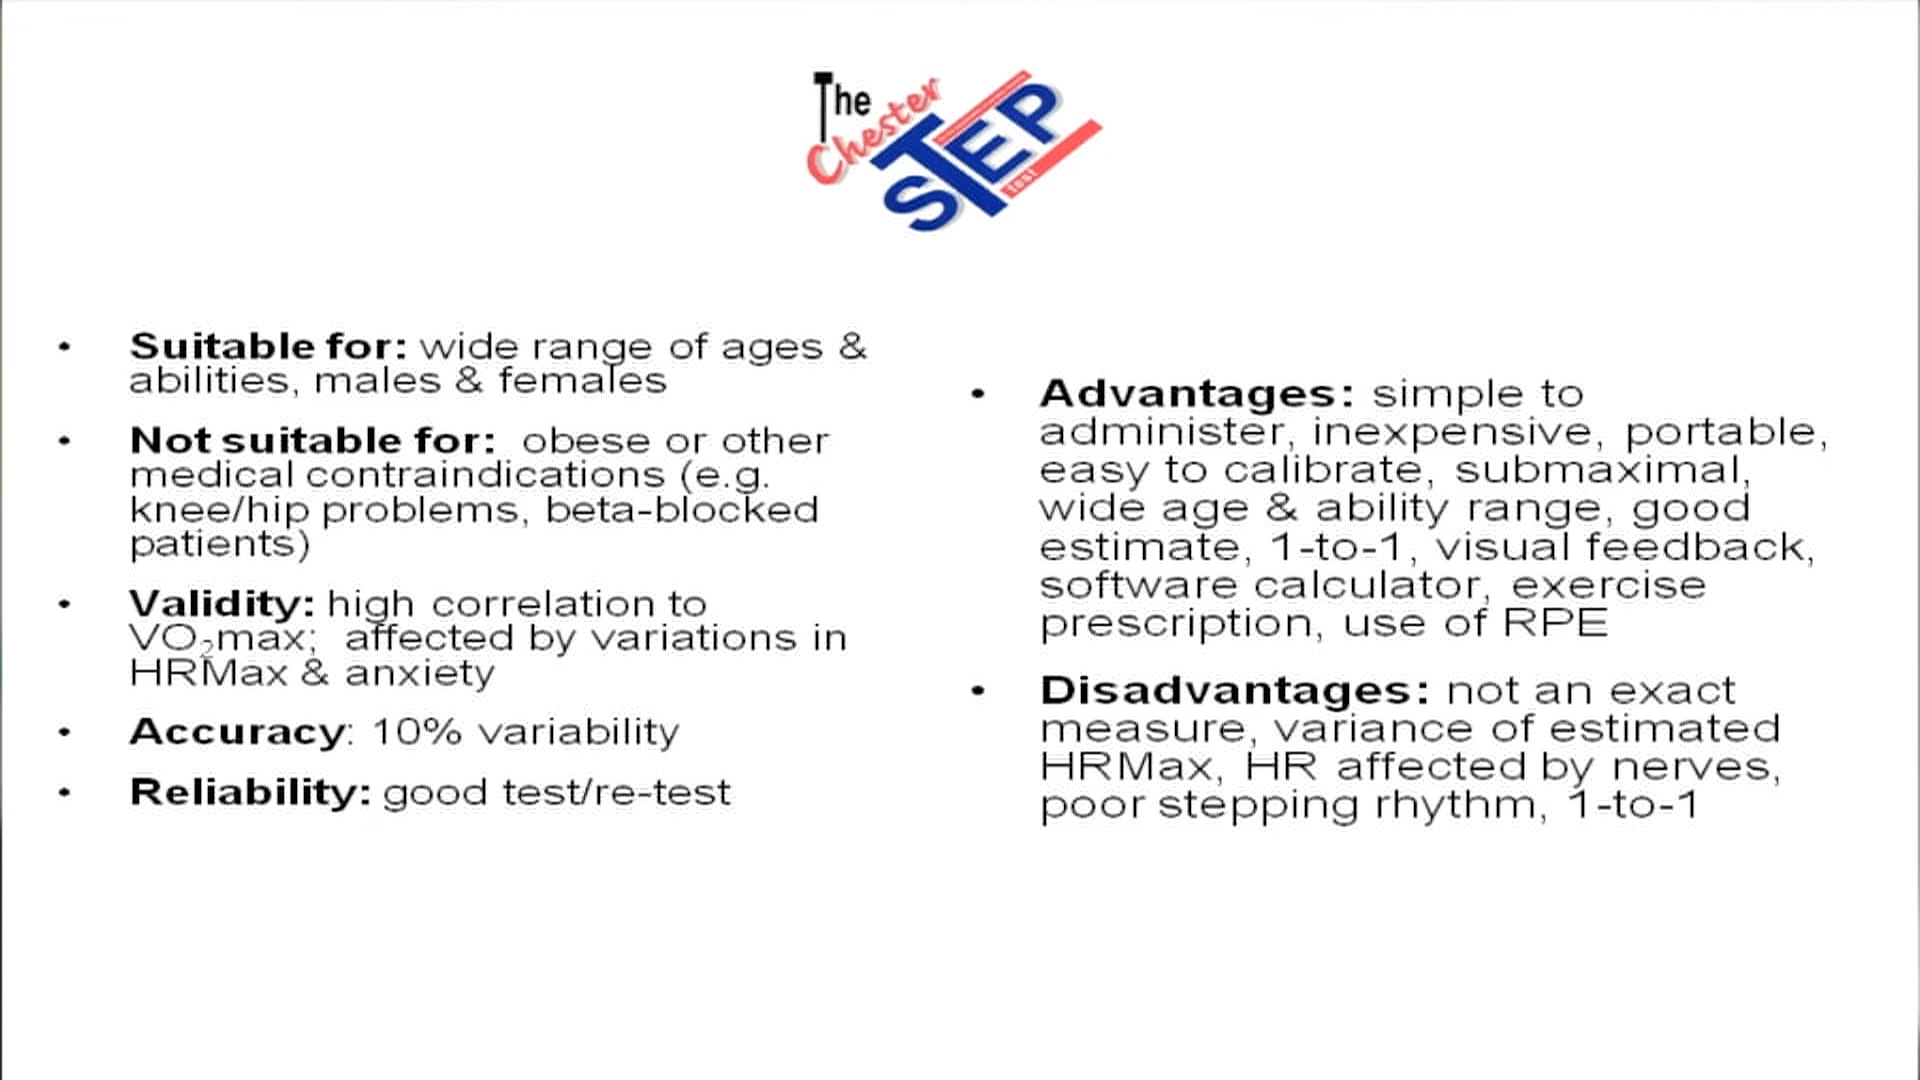 The
Chester
STEP
test
• Suitable for: wide range of ages &
abilities, males & females
• Not suitable for: obese or other
medical contraindications (e.g.
knee/hip problems, beta-blocked
patients)
• Validity: high correlation to
VO₂max; affected by variations in
HRMax & anxiety
• Accuracy: 10% variability
• Reliability: good test/re-test
• Advantages: simple to
administer, inexpensive, portable,
easy to calibrate, submaximal,
wide age & ability range, good
estimate, 1-to-1, visual feedback,
software calculator, exercise
prescription, use of RPE
• Disadvantages: not an exact
measure, variance of estimated
HRMax, HR affected by nerves,
poor stepping rhythm, 1-to-1